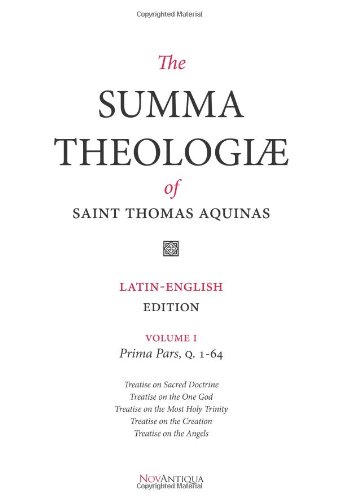 Copyrighted Material
The
SUMMA
THEOLOGIÆ
of
SAINT THOMAS AQUINAS
LATIN-ENGLISH
EDITION
VOLUME I
Prima Pars, Q. 1-64
Treatise on Sacred Doctrine
Treatise on the One God
Treatise on the Most Holy Trinity
Treatise on the Creation
Treatise on the Angels
NovAntiqua
Copyrighted Material